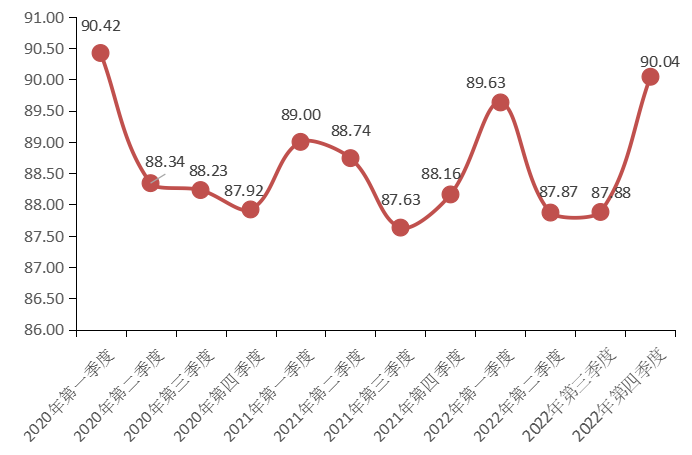 91.00
90.50
90.00
89.50
89.00
88.50
88.00
87.50
87.00
86.50
86.00
90.42
88.34
88.23
87.92
89.00
88.74
87.63
88.16
89.63
87.87
87.88
90.04
2020年第一季度
2020年第二季度
2020年第三季度
2020年第四季度
2021年第一季度
2021年第二季度
2021年第三季度
2021年第四季度
2022年第一季度
2022年第二季度
2022年第三季度
2022年第四季度